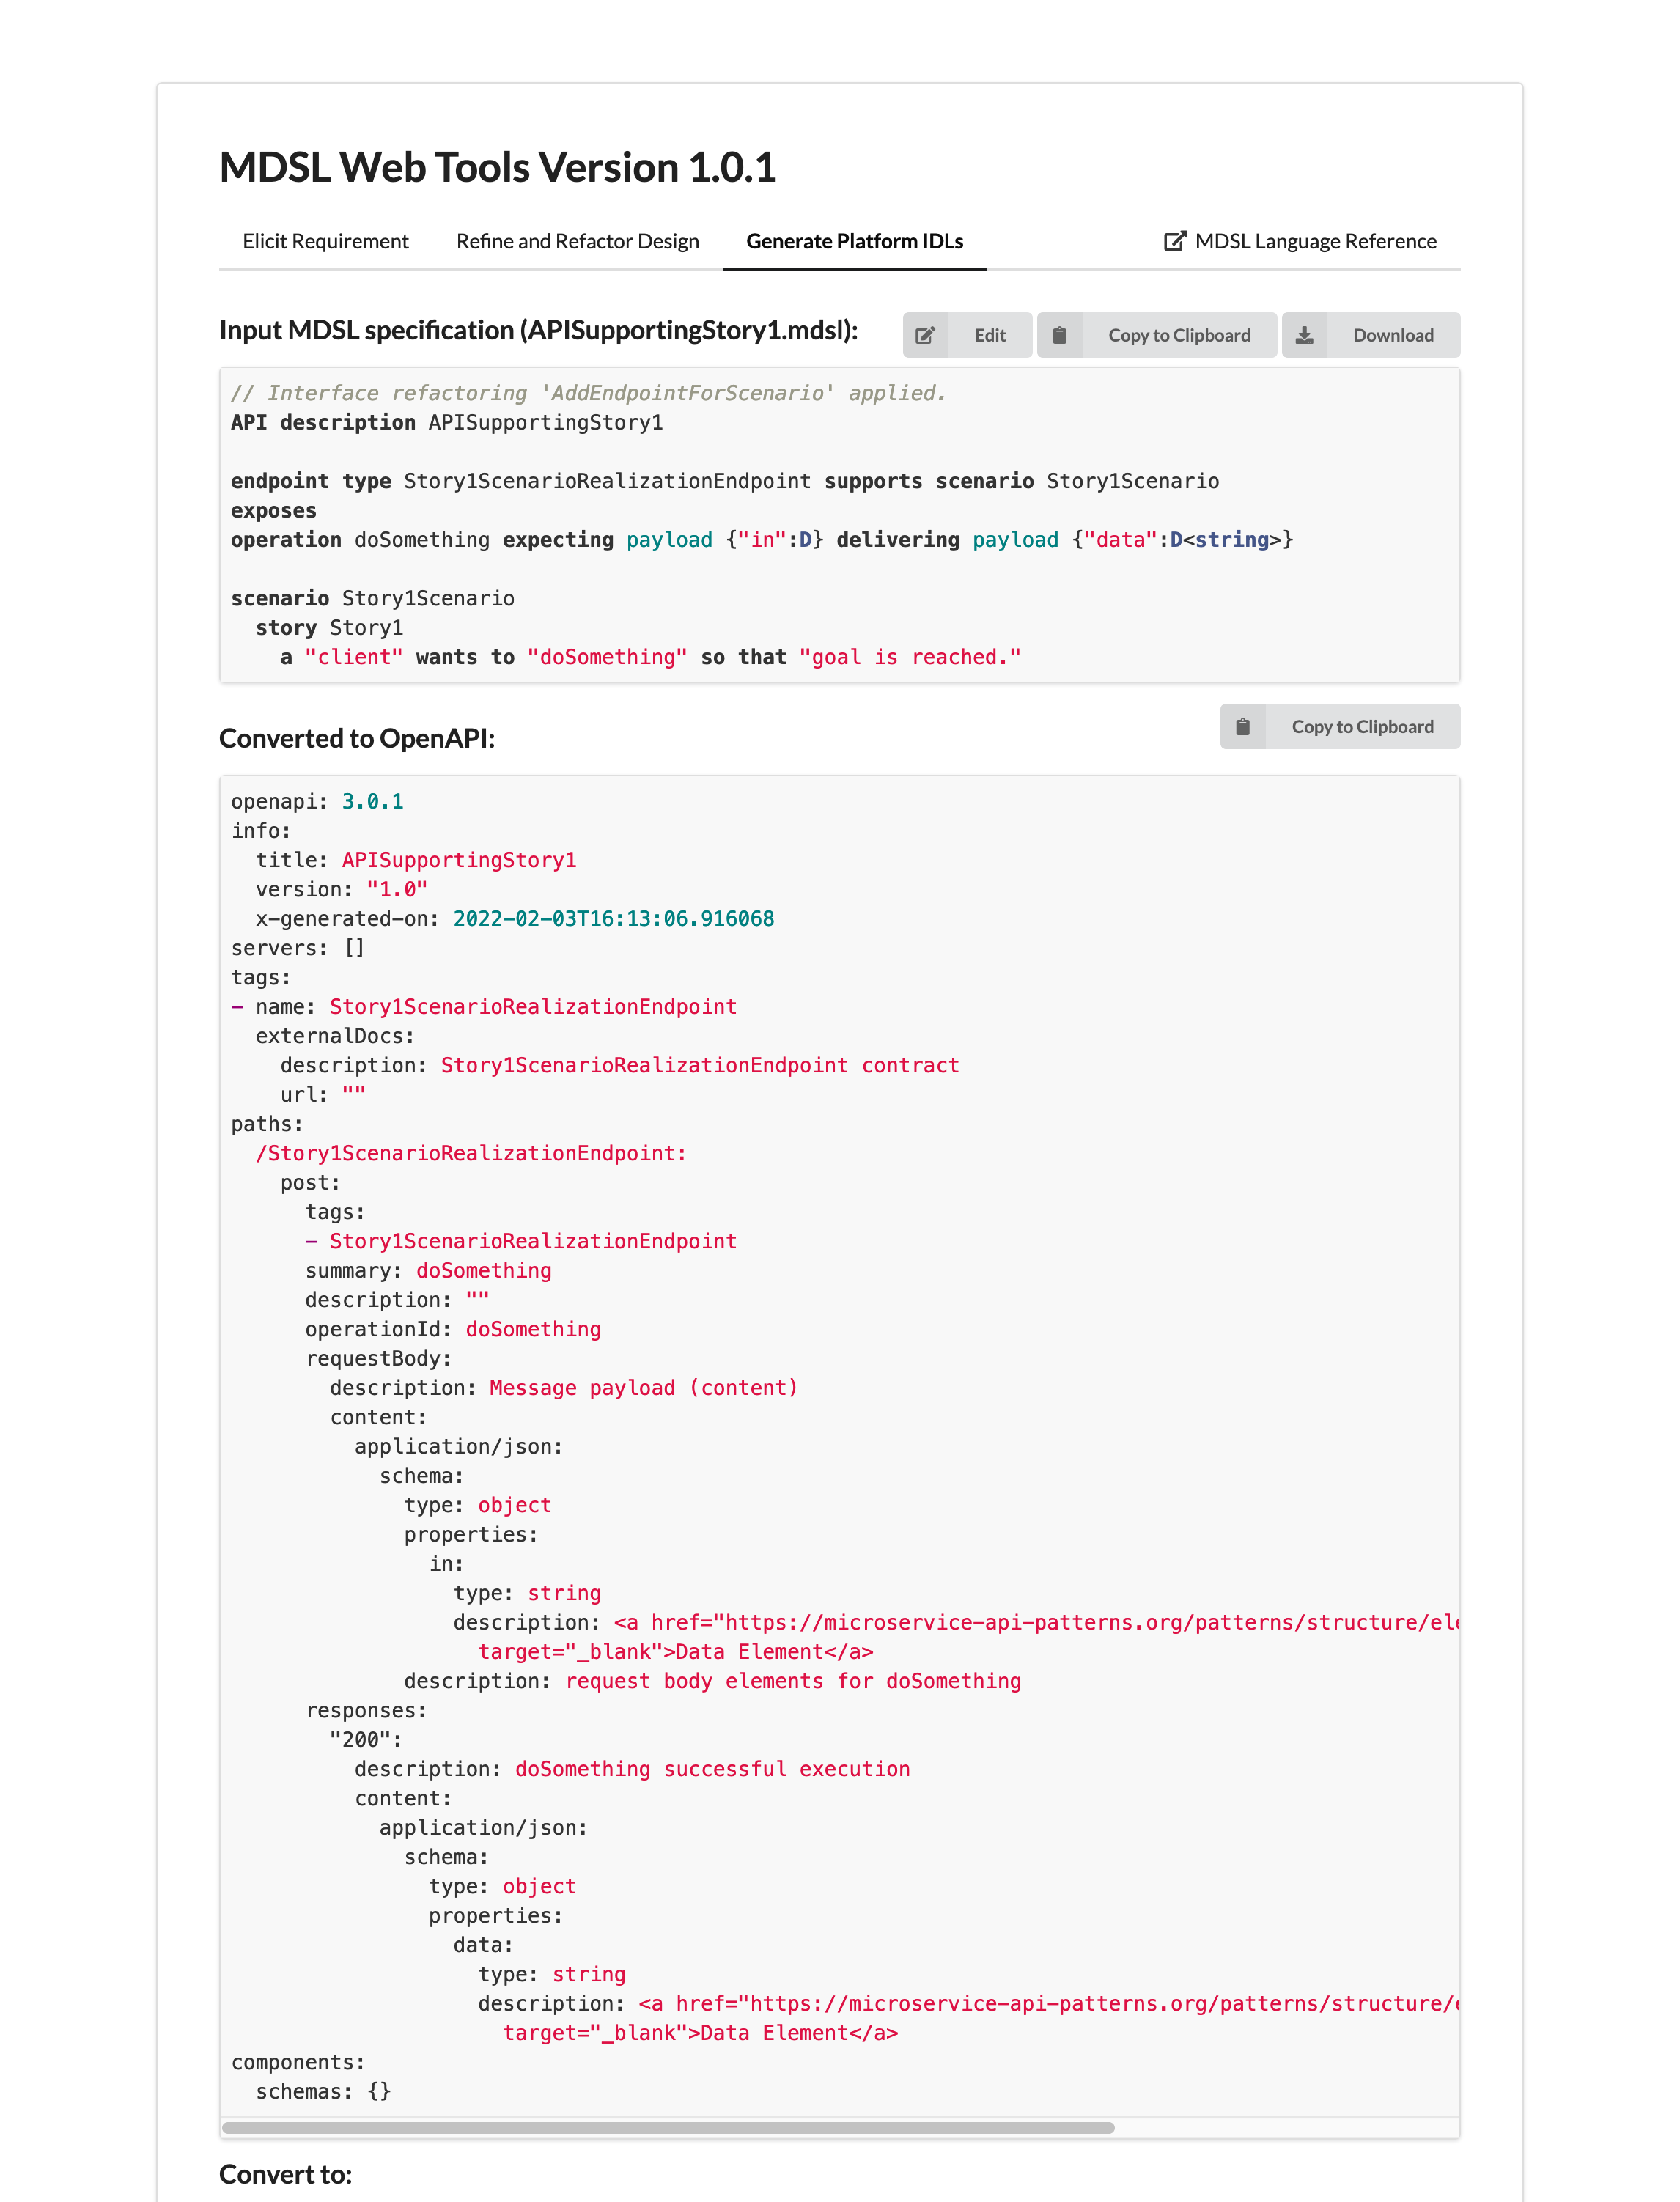 MDSL Web Tools Version 1.0.1
Elicit Requirement Refine and Refactor Design Generate Platform IDLs MDSL Language Reference
Input MDSL specification (APISupportingStory1.mdsl): Edit Copy to Clipboard Download
// Interface refactoring 'AddEndpointForScenario' applied.
API description APISupportingStory1
endpoint type Story1ScenarioRealizationEndpoint supports scenario Story1Scenario
exposes
operation doSomething expecting payload {"in":D} delivering payload {"data":D<string>}
scenario Story1Scenario
  story Story1
    a "client" wants to "doSomething" so that "goal is reached."
Converted to OpenAPI: Copy to Clipboard
openapi: 3.0.1
info:
  title: APISupportingStory1
  version: "1.0"
  x-generated-on: 2022-02-03T16:13:06.916068
servers: []
tags:
- name: Story1ScenarioRealizationEndpoint
  externalDocs:
    description: Story1ScenarioRealizationEndpoint contract
    url: ""
paths:
  /Story1ScenarioRealizationEndpoint:
    post:
      tags:
      - Story1ScenarioRealizationEndpoint
      summary: doSomething
      description: ""
      operationId: doSomething
      requestBody:
        description: Message payload (content)
        content:
          application/json:
            schema:
              type: object
              properties:
                in:
                  type: string
                  description: <a href="https://microservice-api-patterns.org/patterns/structure/ele
                    target="_blank">Data Element</a>
              description: request body elements for doSomething
      responses:
        "200":
          description: doSomething successful execution
          content:
            application/json:
              schema:
                type: object
                properties:
                  data:
                    type: string
                    description: <a href="https://microservice-api-patterns.org/patterns/structure/e
                      target="_blank">Data Element</a>
components:
  schemas: {}
Convert to: